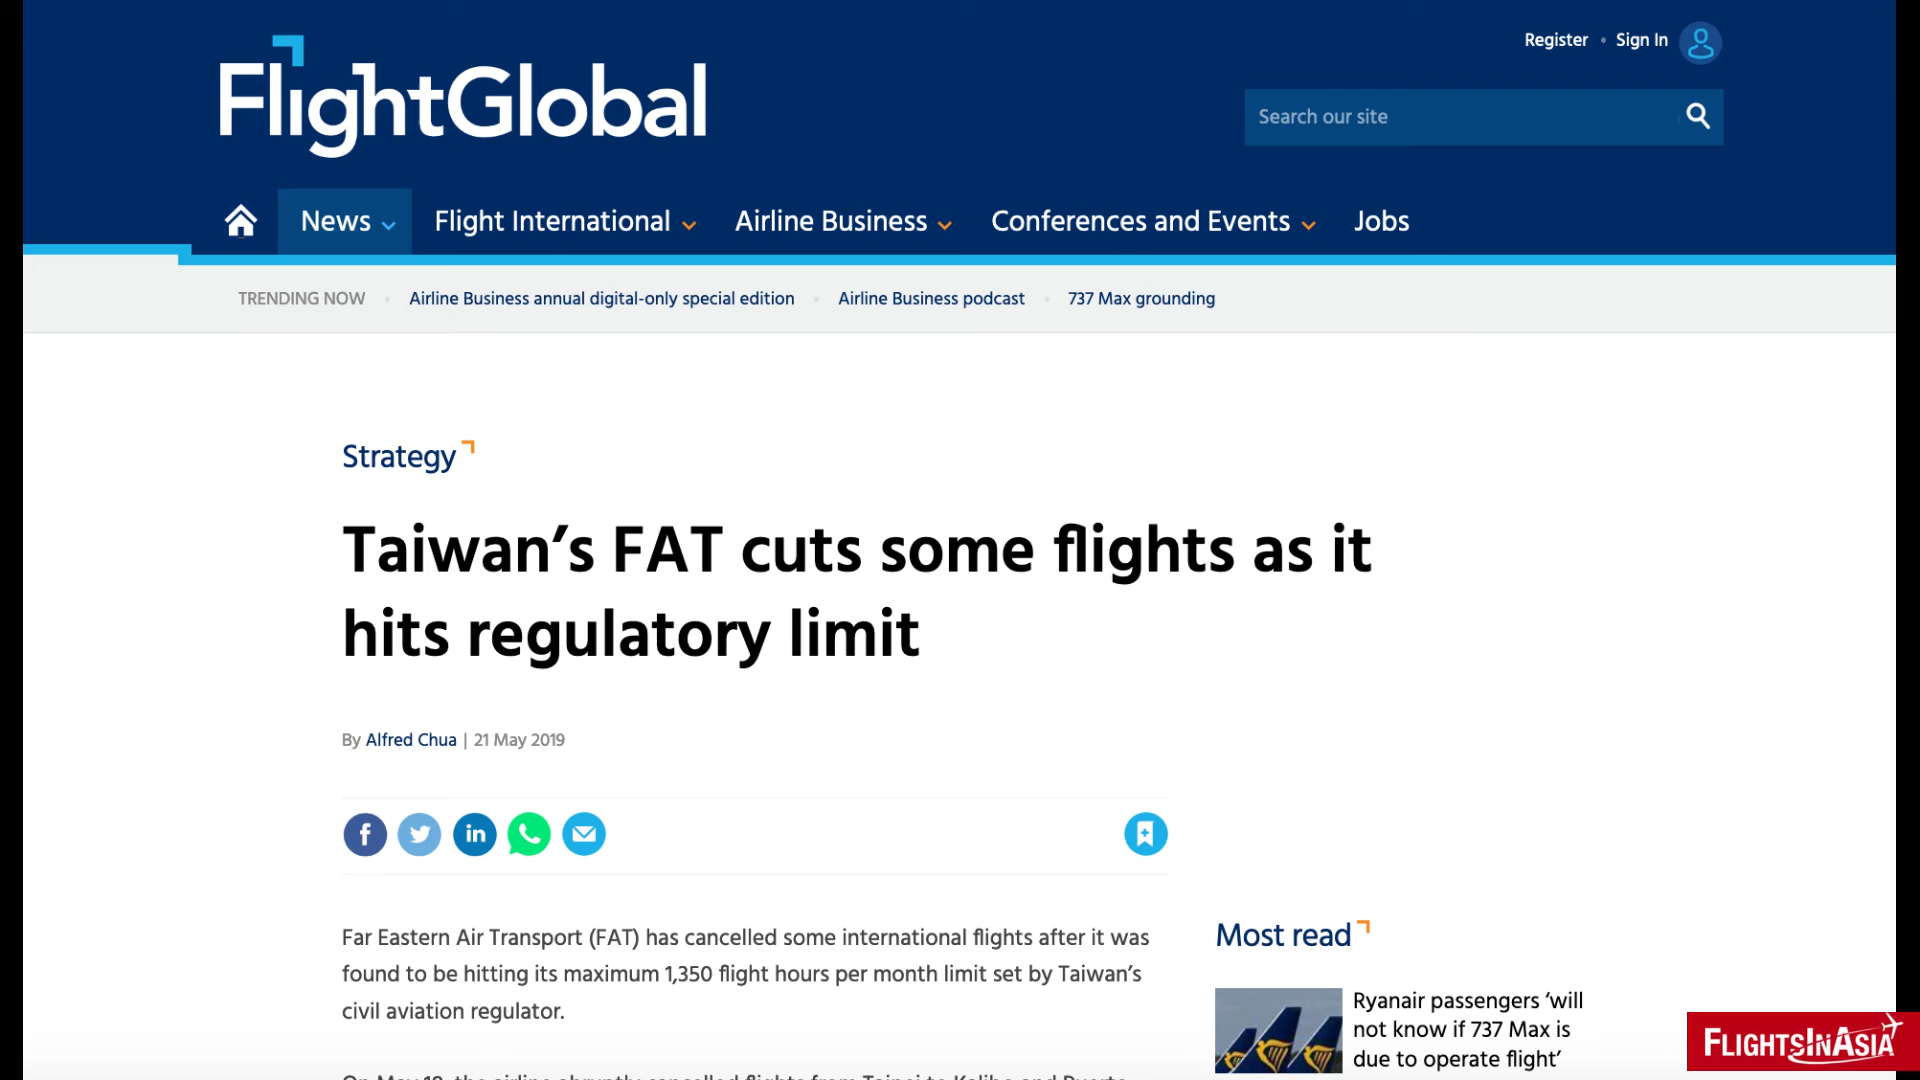 Register • Sign In
FlightGlobal
Search our site
News
Flight International
Airline Business
Conferences and Events
Jobs
TRENDING NOW • Airline Business annual digital-only special edition • Airline Business podcast • 737 Max grounding
Strategy
Taiwan’s FAT cuts some flights as it
hits regulatory limit
By Alfred Chua | 21 May 2019
Far Eastern Air Transport (FAT) has cancelled some international flights after it was
found to be hitting its maximum 1,350 flight hours per month limit set by Taiwan’s
civil aviation regulator.
Most read
Ryanair passengers ‘will
not know if 737 Max is
due to operate flight’
FLIGHTSINASIA